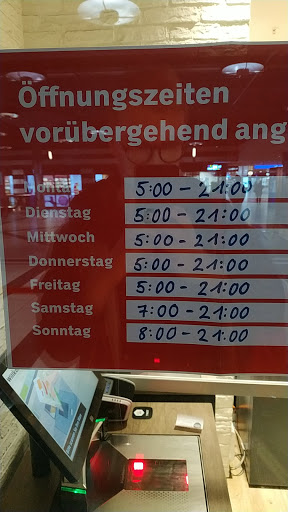 Öffnungszeiten
vorübergehend ang
Montag 5:00 - 21:00
Dienstag 5:00 - 21:00
Mittwoch 5:00 - 21:00
Donnerstag 5:00 - 21:00
Freitag 5:00 - 21:00
Samstag 7:00 - 21:00
Sonntag 8:00 - 21:00